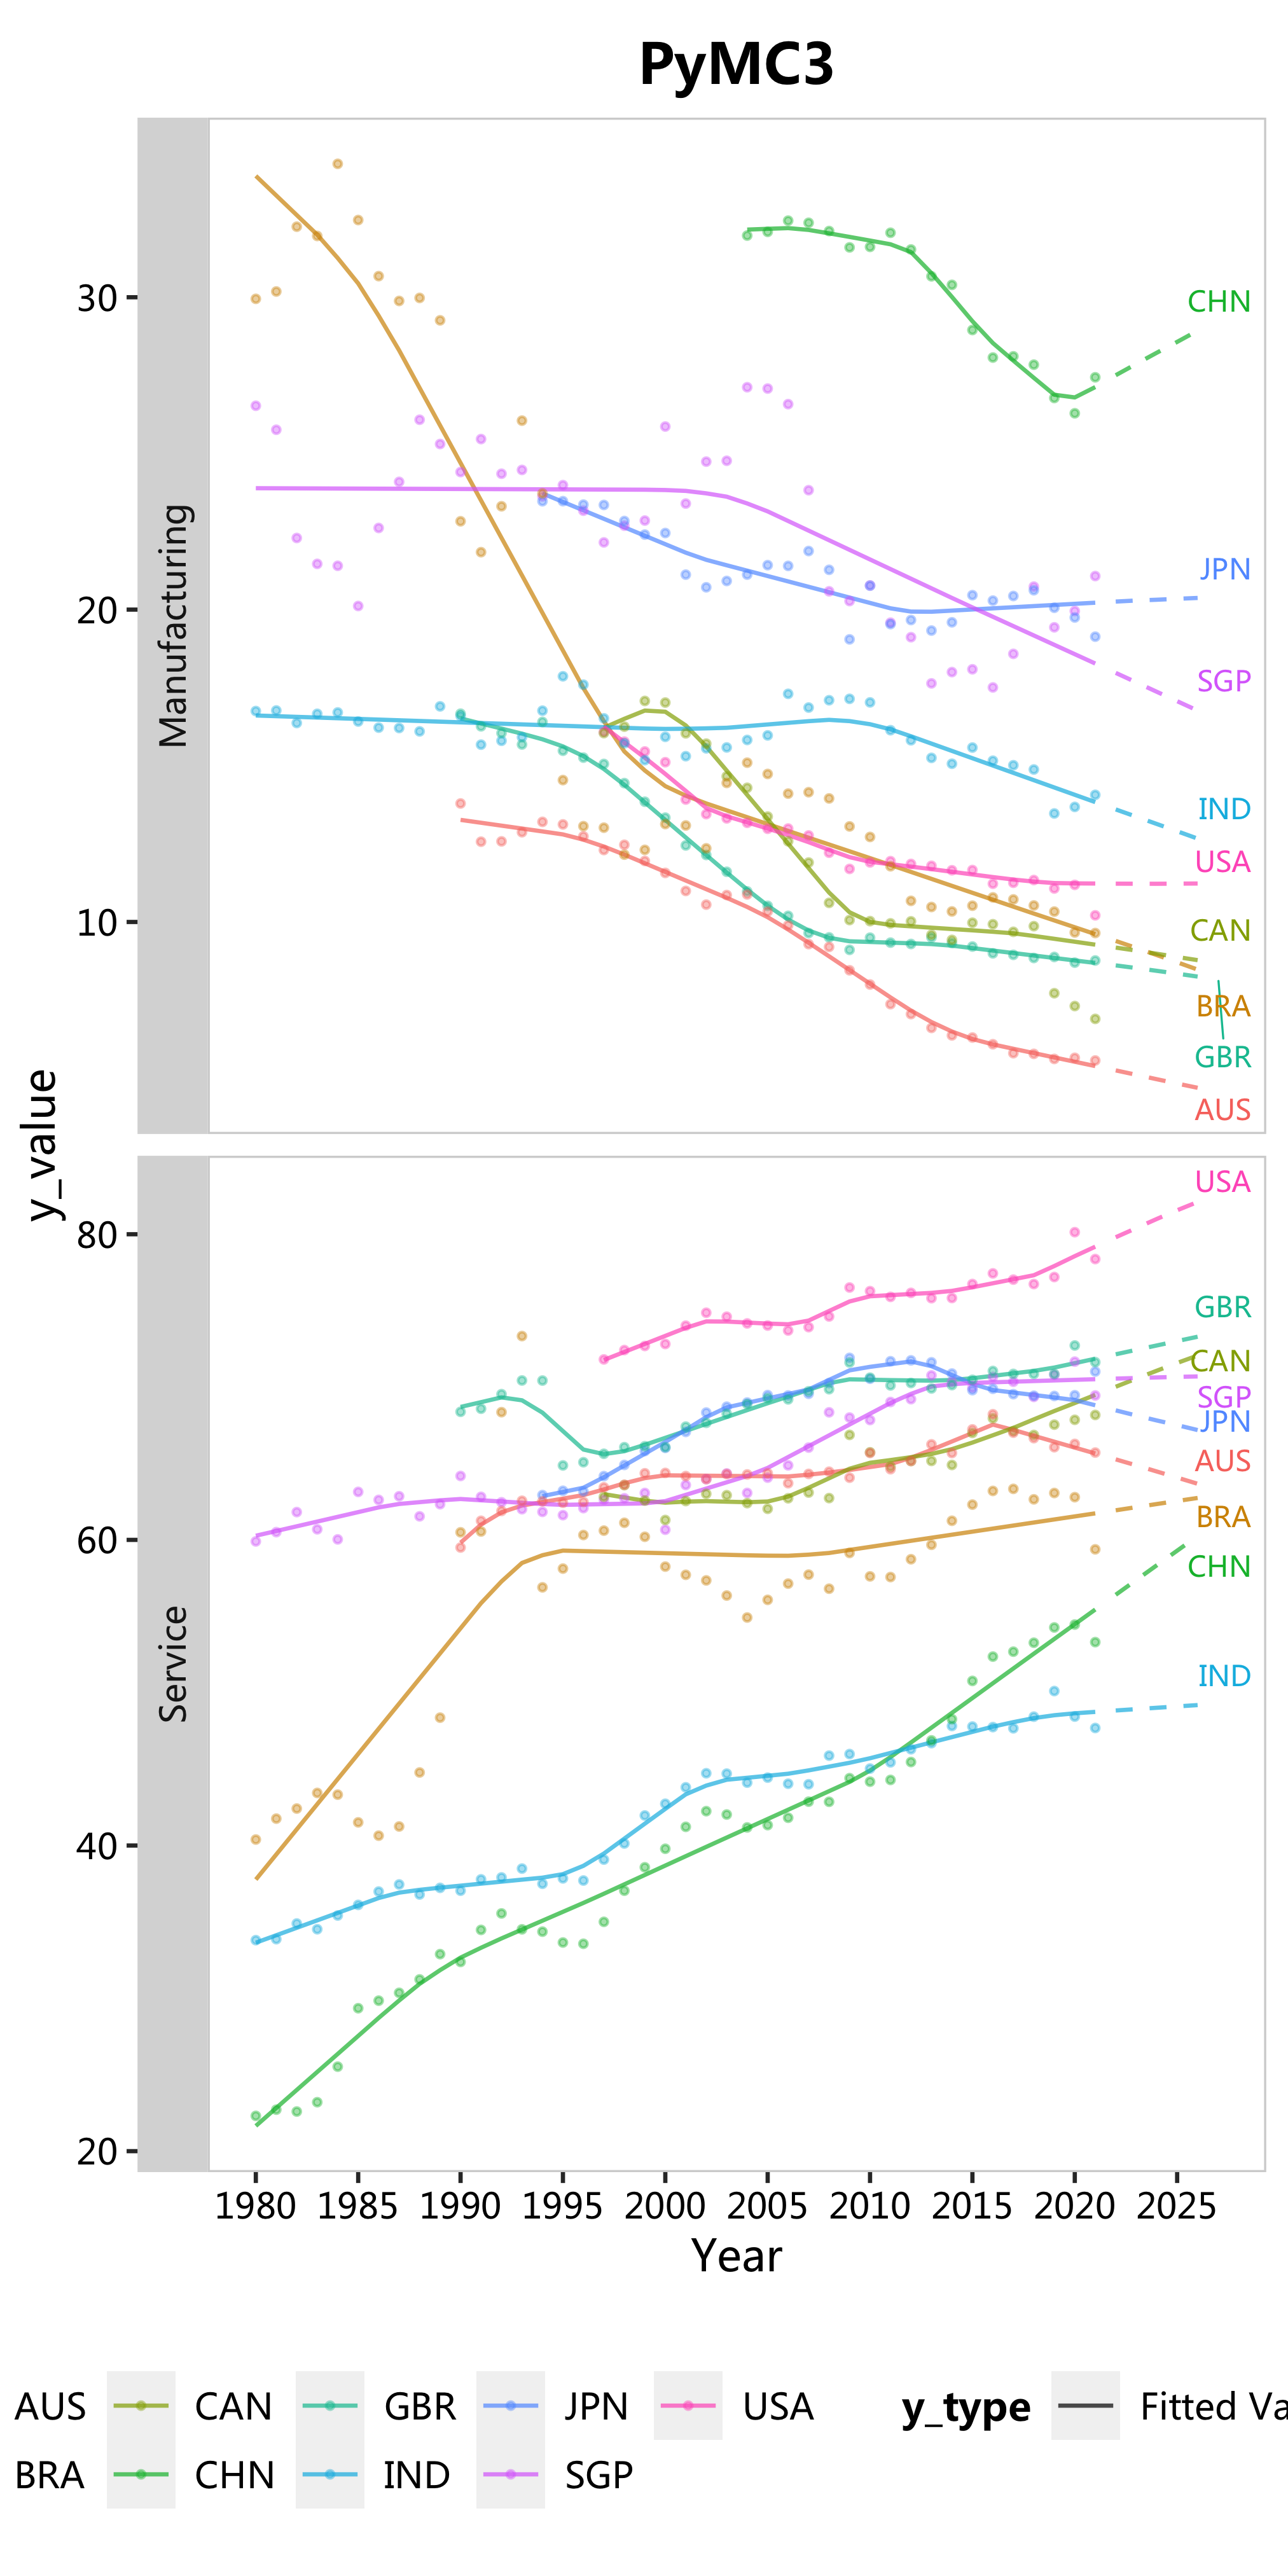 PyMC3
y_value
Manufacturing
30
20
10
CHN
JPN
SGP
IND
USA
CAN
BRA
GBR
AUS
Service
80
60
40
20
USA
GBR
CAN
SGP
JPN
AUS
BRA
CHN
IND
1980 1985 1990 1995 2000 2005 2010 2015 2020 2025
Year
AUS CAN GBR JPN USA y_type Fitted Va
BRA CHN IND SGP